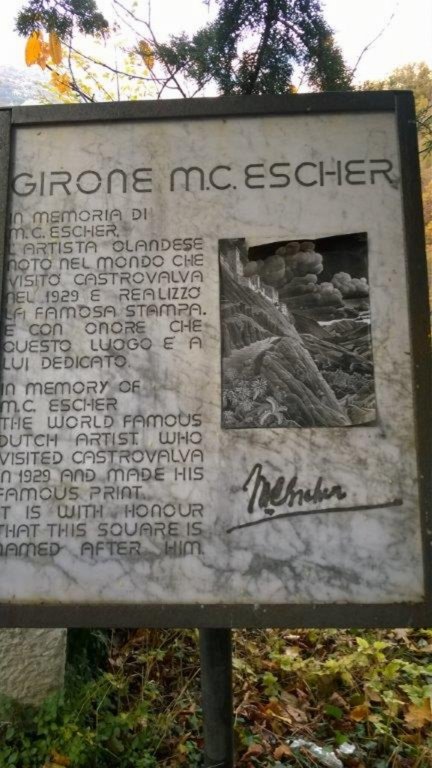 GIRONE M.C. ESCHER
IN MEMORIA DI
M.C. ESCHER,
L'ARTISTA OLANDESE
NOTO NEL MONDO CHE
VISITÒ CASTROVALVA
NEL 1929 E REALIZZÒ
LA FAMOSA STAMPA.
È CON ONORE CHE
QUESTO LUOGO È A
LUI DEDICATO.
IN MEMORY OF
M.C. ESCHER
THE WORLD FAMOUS
DUTCH ARTIST WHO
VISITED CASTROVALVA
IN 1929 AND MADE HIS
FAMOUS PRINT.
IT IS WITH HONOUR
THAT THIS SQUARE IS
NAMED AFTER HIM.
MCEscher